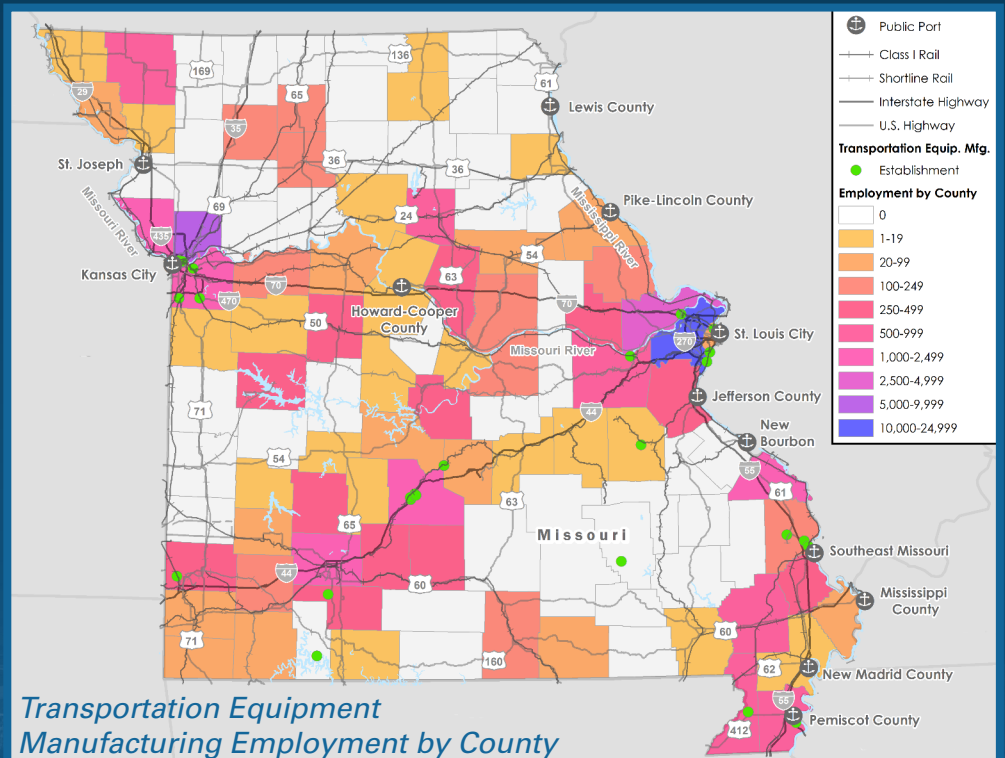 Public Port
Class I Rail
Shortline Rail
Interstate Highway
U.S. Highway
Transportation Equip. Mfg.
Establishment
Employment by County
0
1-19
20-99
100-249
250-499
500-999
1,000-2,499
2,500-4,999
5,000-9,999
10,000-24,999
136
169
61
29
65
Lewis County
35
St. Joseph
36
36
Missouri River
69
24
Mississippi River
Pike-Lincoln County
435
54
Kansas City
63
70
470
70
Howard-Cooper
County
50
St. Louis City
270
Missouri River
Jefferson County
71
44
New
Bourbon
54
55
61
63
65
Missouri
Southeast Missouri
44
60
Mississippi
County
71
60
160
62
New Madrid County
55
Pemiscot County
412
Transportation Equipment
Manufacturing Employment by County